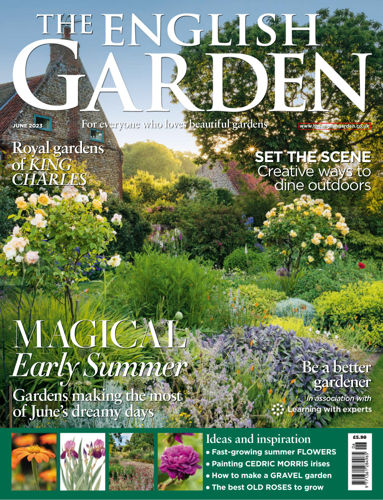 THE ENGLISH
GARDEN
JUNE 2023
For everyone who loves beautiful gardens
www.theenglishgarden.co.uk
Royal gardens
of KING
CHARLES
SET THE SCENE
Creative ways to
dine outdoors
MAGICAL
Early Summer
Gardens making the most
of June's dreamy days
Be a better
gardener
In association with
Learning with experts
Ideas and inspiration
• Fast-growing summer FLOWERS
• Painting CEDRIC MORRIS irises
• How to make a GRAVEL garden
• The best OLD ROSES to grow
£5.99